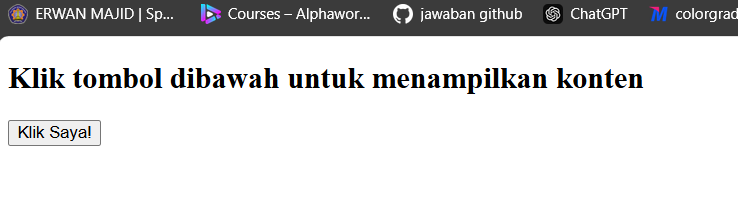 ERWAN MAJID | Sp... Courses – Alphawor... jawaban github ChatGPT colorgrad
Klik tombol dibawah untuk menampilkan konten
Klik Saya!